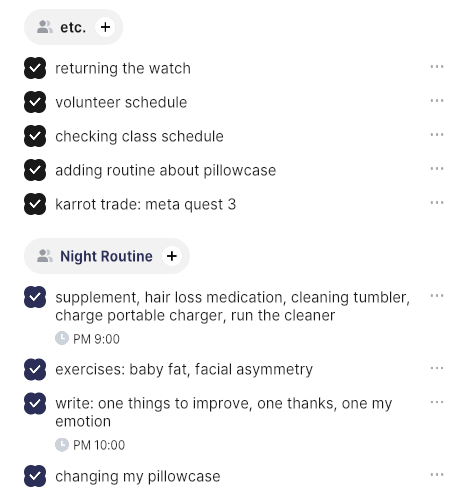 etc. +
returning the watch
volunteer schedule
checking class schedule
adding routine about pillowcase
karrot trade: meta quest 3
Night Routine +
supplement, hair loss medication, cleaning tumbler,
charge portable charger, run the cleaner
PM 9:00
exercises: baby fat, facial asymmetry
write: one things to improve, one thanks, one my
emotion
PM 10:00
changing my pillowcase